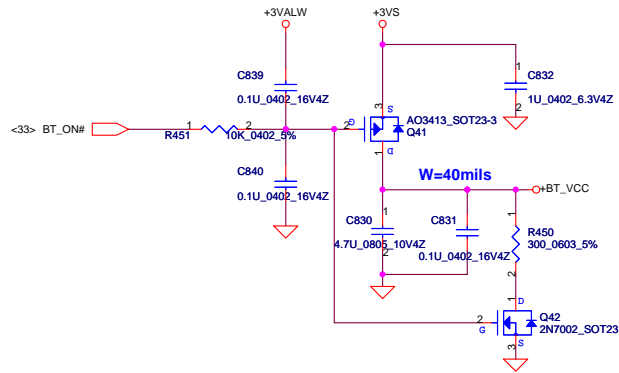 +3VALW
+3VS
C839
0.1U_0402_16V4Z
1
C832
1U_0402_6.3V4Z
2
<33> BT_ON#
1
2
R451
10K_0402_5%
2
G
3
S
AO3413_SOT23-3
Q41
D
1
C840
0.1U_0402_16V4Z
W=40mils
+BT_VCC
1
C830
4.7U_0805_10V4Z
2
C831
0.1U_0402_16V4Z
1
R450
300_0603_5%
2
1
D
2
G
Q42
2N7002_SOT23
S
3